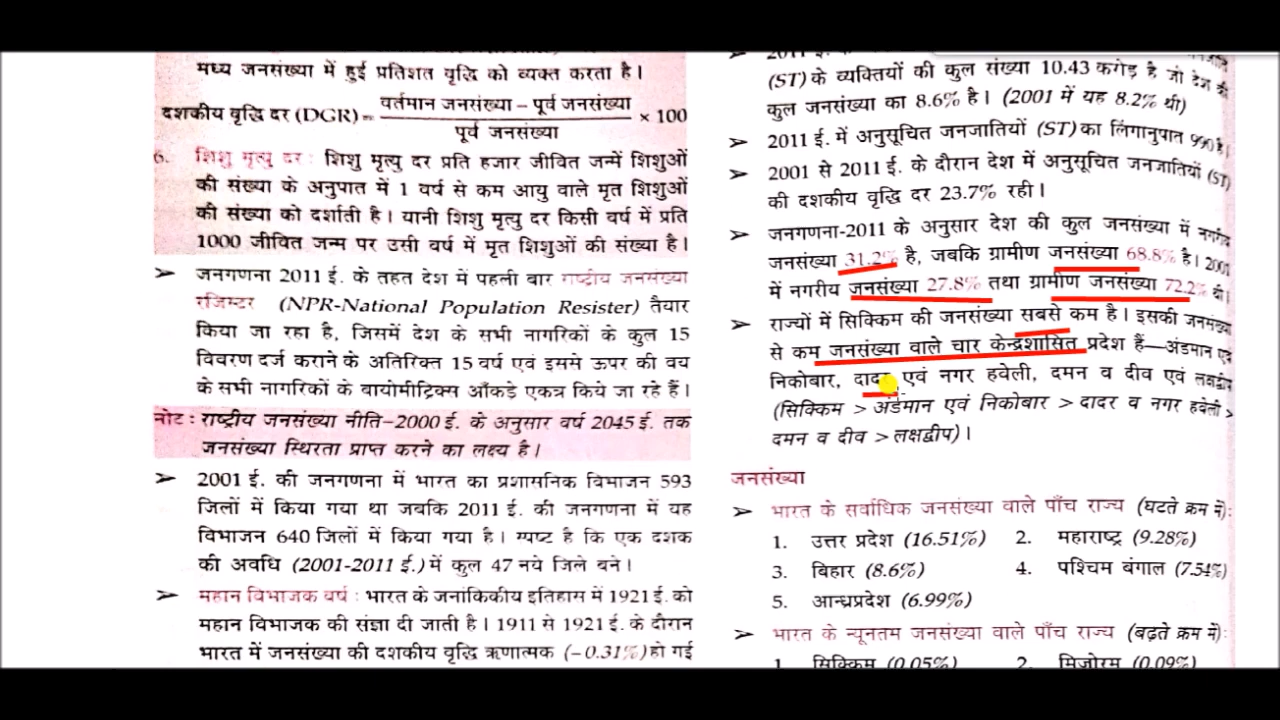 मध्य जनसंख्या में हुई प्रतिशत वृद्धि को व्यक्त करता है।
दशकीय वृद्धि दर (DGR)= वर्तमान जनसंख्या – पूर्व जनसंख्या / पूर्व जनसंख्या × 100
6. शिशु मृत्यु दर : शिशु मृत्यु दर प्रति हजार जीवित जन्में शिशुओं
की संख्या के अनुपात में 1 वर्ष से कम आयु वाले मृत शिशुओं
की संख्या को दर्शाती है। यानी शिशु मृत्यु दर किसी वर्ष में प्रति
1000 जीवित जन्म पर उसी वर्ष में मृत शिशुओं की संख्या है।
➢ जनगणना 2011 ई. के तहत देश में पहली बार राष्ट्रीय जनसंख्या
रजिस्टर (NPR-National Population Resister) तैयार
किया जा रहा है, जिसमें देश के सभी नागरिकों के कुल 15
विवरण दर्ज कराने के अतिरिक्त 15 वर्ष एवं इससे ऊपर की वय
के सभी नागरिकों के बायोमीट्रिक्स आँकड़े एकत्र किये जा रहे हैं।
नोट : राष्ट्रीय जनसंख्या नीति–2000 ई. के अनुसार वर्ष 2045 ई. तक
जनसंख्या स्थिरता प्राप्त करने का लक्ष्य है।
➢ 2001 ई. की जनगणना में भारत का प्रशासनिक विभाजन 593
जिलों में किया गया था जबकि 2011 ई. की जनगणना में यह
विभाजन 640 जिलों में किया गया है। स्पष्ट है कि एक दशक
की अवधि (2001-2011 ई.) में कुल 47 नये जिले बने।
➢ महान विभाजक वर्ष : भारत के जनांकिकीय इतिहास में 1921 ई. को
महान विभाजक की संज्ञा दी जाती है। 1911 से 1921 ई. के दौरान
भारत में जनसंख्या की दशकीय वृद्धि ऋणात्मक (–0.31%) हो गई
➢ 2011 ई.
(ST) के व्यक्तियों की कुल संख्या 10.43 करोड़ है जो देश की
कुल जनसंख्या का 8.6% है। (2001 में यह 8.2% थी)
➢ 2011 ई. में अनुसूचित जनजातियों (ST) का लिंगानुपात 990 है।
➢ 2001 से 2011 ई. के दौरान देश में अनुसूचित जनजातियों (ST)
की दशकीय वृद्धि दर 23.7% रही।
➢ जनगणना-2011 के अनुसार देश की कुल जनसंख्या में नगरीय
जनसंख्या 31.2% है, जबकि ग्रामीण जनसंख्या 68.8% है। 2001
में नगरीय जनसंख्या 27.8% तथा ग्रामीण जनसंख्या 72.2% थी।
➢ राज्यों में सिक्किम की जनसंख्या सबसे कम है। इसकी जनसंख्या
से कम जनसंख्या वाले चार केन्द्रशासित प्रदेश हैं—अंडमान एवं
निकोबार, दादर एवं नगर हवेली, दमन व दीव एवं लक्षद्वीप
(सिक्किम > अंडमान एवं निकोबार > दादर व नगर हवेली >
दमन व दीव > लक्षद्वीप)।
जनसंख्या
➢ भारत के सर्वाधिक जनसंख्या वाले पाँच राज्य (घटते क्रम में):
1. उत्तर प्रदेश (16.51%) 2. महाराष्ट्र (9.28%)
3. बिहार (8.6%) 4. पश्चिम बंगाल (7.54%)
5. आन्ध्रप्रदेश (6.99%)
➢ भारत के न्यूनतम जनसंख्या वाले पाँच राज्य (बढ़ते क्रम में):
1. सिक्किम (0.05%) 2. मिजोरम (0.09%)